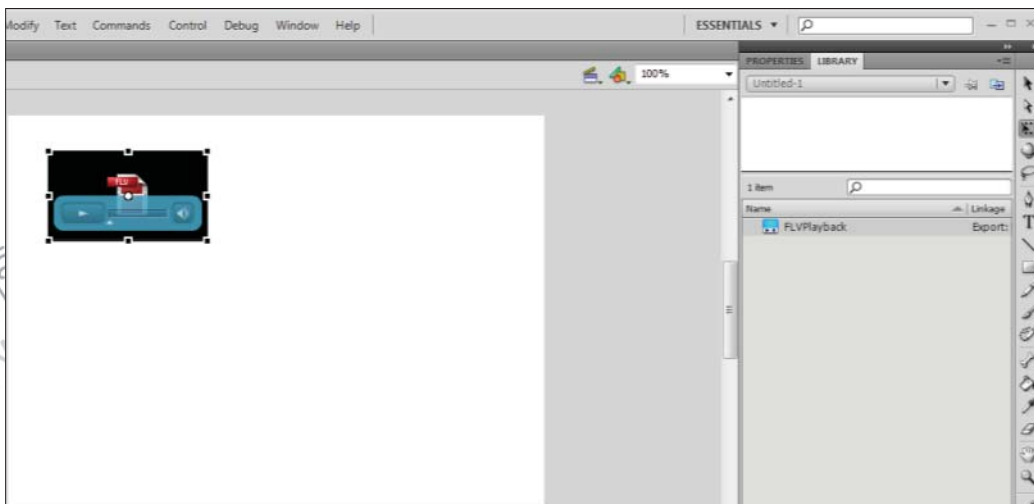 Modify Text Commands Control Debug Window Help
ESSENTIALS
100%
PROPERTIES LIBRARY
Untitled-1
1 item
Name Linkage
FLVPlayback Export:
FLV
T